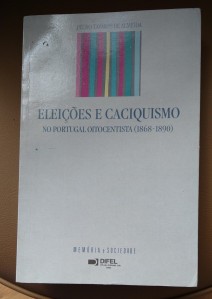 ELEIÇÕES E CACIQUISMO
NO PORTUGAL OITOCENTISTA (1868-1890)
MEMÓRIA e SOCIEDADE
DIFEL